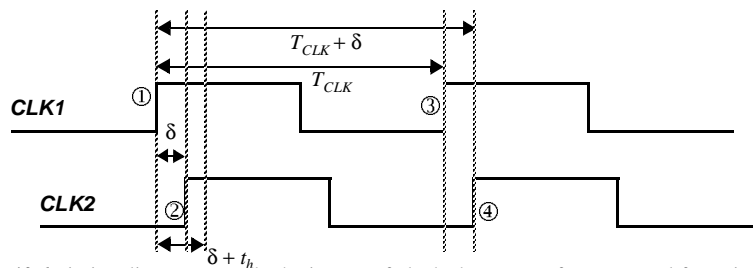 T_CLK + δ
T_CLK
① ③
CLK1
δ
CLK2
② ④
δ + t_h